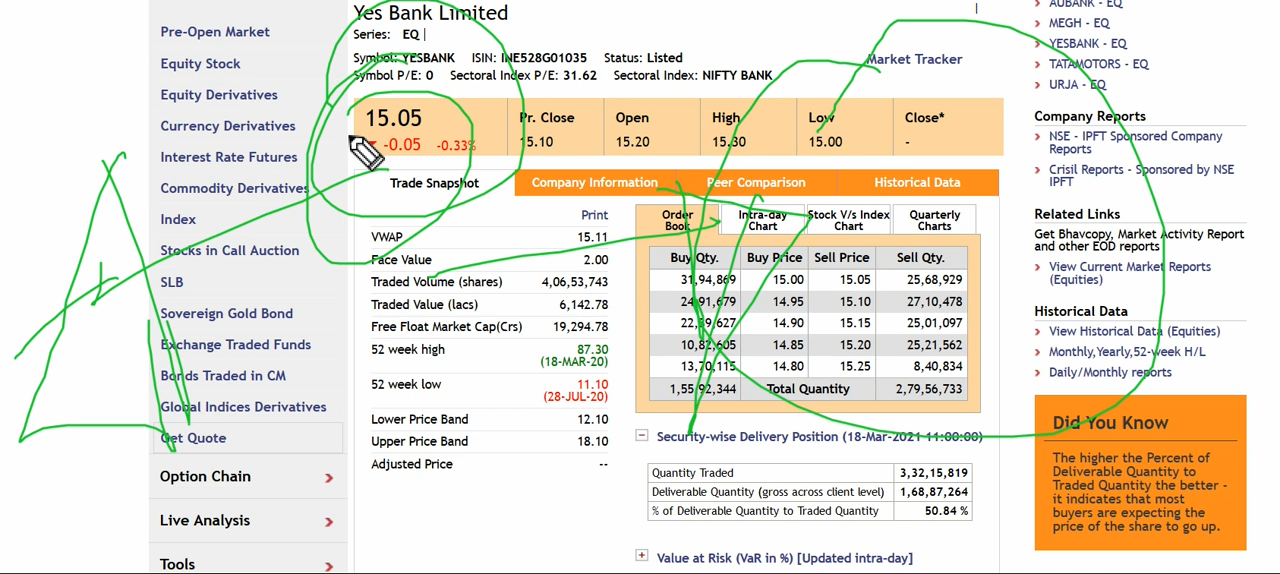 Pre-Open Market
Equity Stock
Equity Derivatives
Currency Derivatives
Interest Rate Futures
Commodity Derivatives
Index
Stocks in Call Auction
SLB
Sovereign Gold Bond
Exchange Traded Funds
Bonds Traded in CM
Global Indices Derivatives
Get Quote
Option Chain
Live Analysis
Tools
Yes Bank Limited
Series: EQ |
Symbol: YESBANK ISIN: INE528G01035 Status: Listed
Symbol P/E: 0 Sectoral Index P/E: 31.62 Sectoral Index: NIFTY BANK
Market Tracker
15.05 Pr. Close Open High Low Close*
-0.05 -0.33% 15.10 15.20 15.30 15.00 -
Trade Snapshot Company Information Peer Comparison Historical Data
Print
VWAP 15.11
Face Value 2.00
Traded Volume (shares) 4,06,53,743
Traded Value (lacs) 6,142.78
Free Float Market Cap(Crs) 19,294.78
52 week high 87.30
(18-MAR-20)
52 week low 11.10
(28-JUL-20)
Lower Price Band 12.10
Upper Price Band 18.10
Adjusted Price --
Order Book Intra-day Chart Stock V/s Index Chart Quarterly Charts
Buy Qty. Buy Price Sell Price Sell Qty.
31,94,869 15.00 15.05 25,68,929
24,91,679 14.95 15.10 27,10,478
22,39,627 14.90 15.15 25,01,097
10,82,605 14.85 15.20 25,21,562
13,70,115 14.80 15.25 8,40,834
1,55,92,344 Total Quantity 2,79,56,733
Security-wise Delivery Position (18-Mar-2021 11:00:00)
Quantity Traded 3,32,15,819
Deliverable Quantity (gross across client level) 1,68,87,264
% of Deliverable Quantity to Traded Quantity 50.84 %
Value at Risk (VaR in %) [Updated intra-day]
AUBANK - EQ
MEGH - EQ
YESBANK - EQ
TATAMOTORS - EQ
URJA - EQ
Company Reports
NSE - IPFT Sponsored Company
Reports
Crisil Reports - Sponsored by NSE
IPFT
Related Links
Get Bhavcopy, Market Activity Report
and other EOD reports
View Current Market Reports
(Equities)
Historical Data
View Historical Data (Equities)
Monthly,Yearly,52-week H/L
Daily/Monthly reports
Did You Know
The higher the Percent of
Deliverable Quantity to
Traded Quantity the better -
it indicates that most
buyers are expecting the
price of the share to go up.